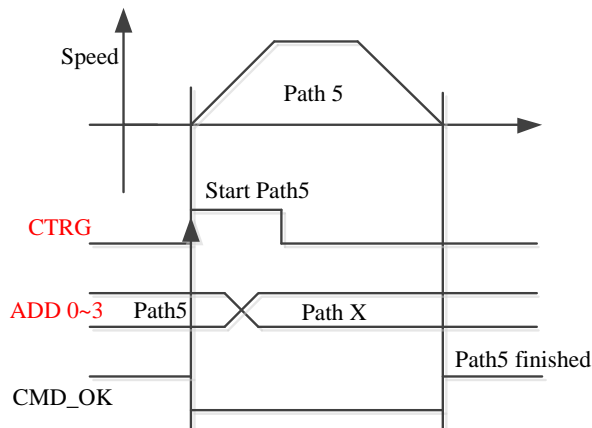 Speed
Path 5
Start Path5
CTRG
ADD 0~3 Path5 Path X
Path5 finished
CMD_OK